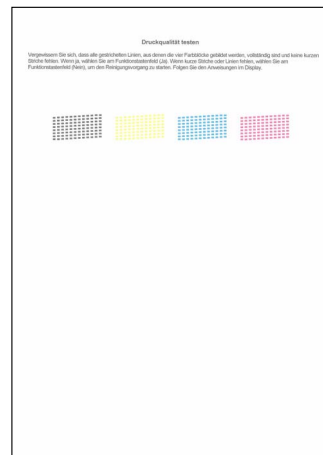 Druckqualität testen
Vergewissern Sie sich, dass alle gestrichelten Linien, aus denen die vier Farbblöcke gebildet werden, vollständig sind und keine kurzen
Striche fehlen. Wenn ja, wählen Sie am Funktionstastenfeld (Ja). Wenn kurze Striche oder Linien fehlen, wählen Sie am
Funktionstastenfeld (Nein), um den Reinigungsvorgang zu starten. Folgen Sie den Anweisungen im Display.